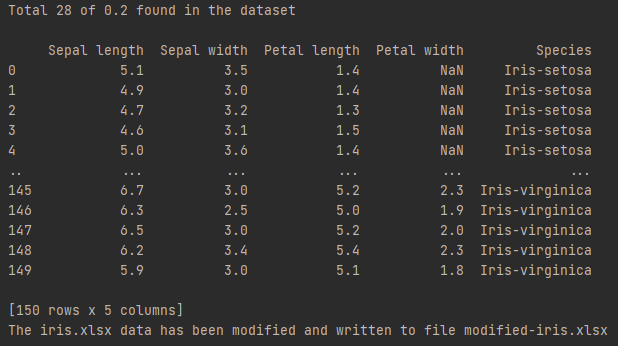 Total 28 of 0.2 found in the dataset
Sepal length Sepal width Petal length Petal width Species
0 5.1 3.5 1.4 NaN Iris-setosa
1 4.9 3.0 1.4 NaN Iris-setosa
2 4.7 3.2 1.3 NaN Iris-setosa
3 4.6 3.1 1.5 NaN Iris-setosa
4 5.0 3.6 1.4 NaN Iris-setosa
.. ... ... ... ... ...
145 6.7 3.0 5.2 2.3 Iris-virginica
146 6.3 2.5 5.0 1.9 Iris-virginica
147 6.5 3.0 5.2 2.0 Iris-virginica
148 6.2 3.4 5.4 2.3 Iris-virginica
149 5.9 3.0 5.1 1.8 Iris-virginica
[150 rows x 5 columns]
The iris.xlsx data has been modified and written to file modified-iris.xlsx